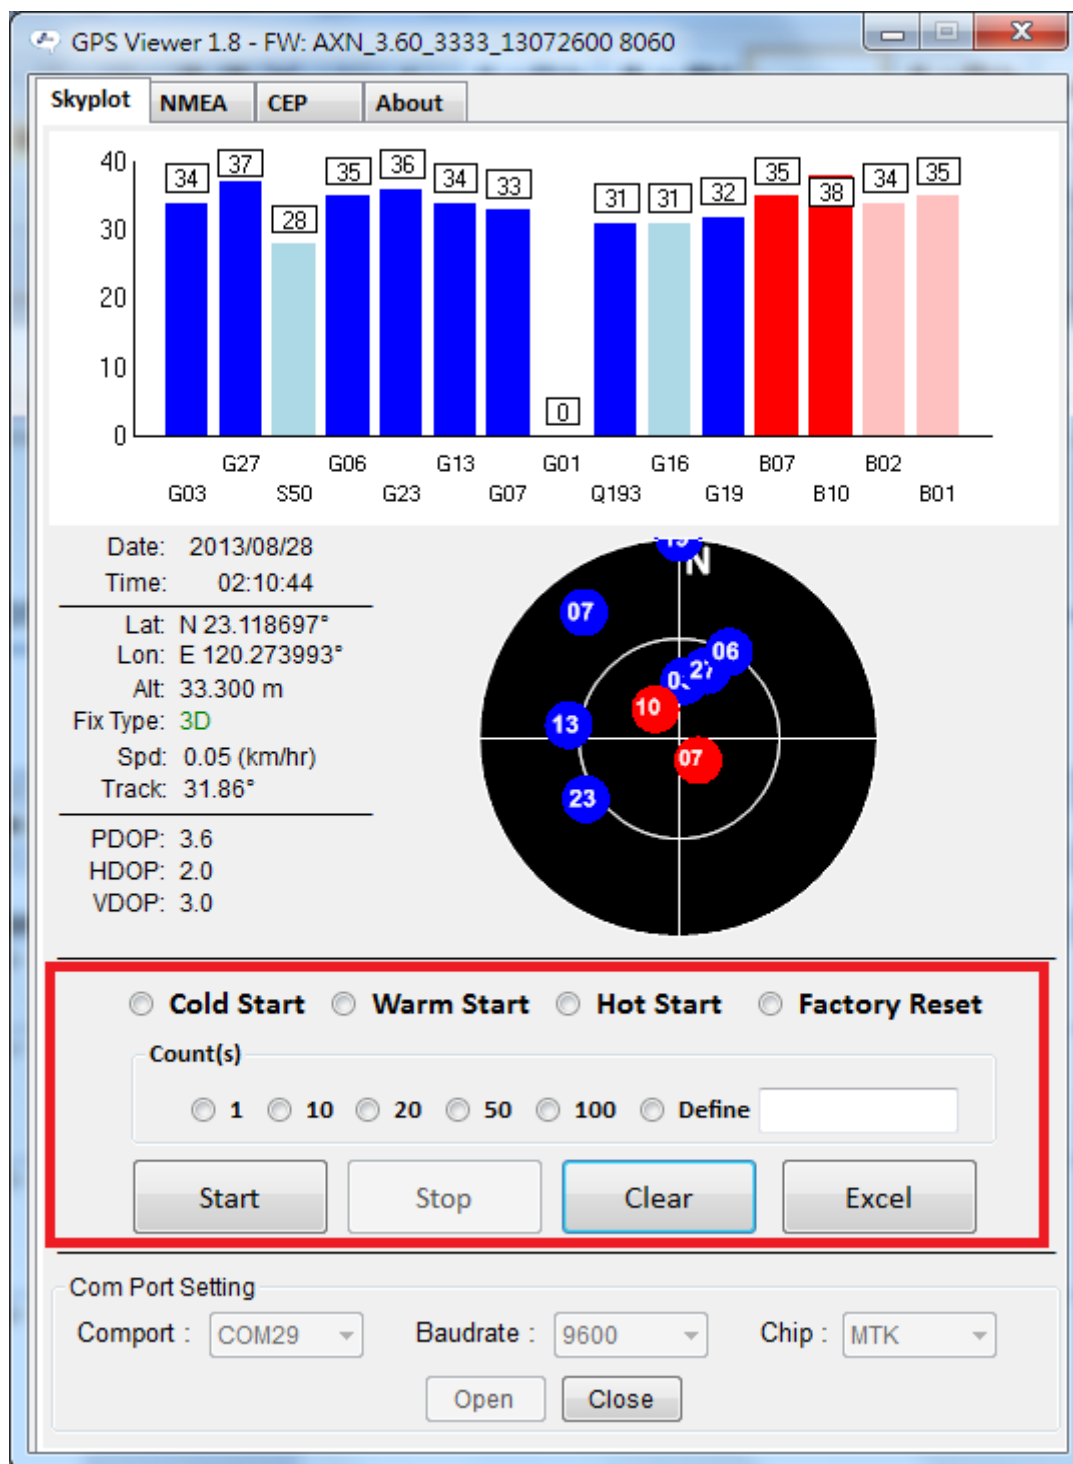 GPS Viewer 1.8 - FW: AXN_3.60_3333_13072600 8060
Skyplot NMEA CEP About
40
30
20
10
0
34 37 28 35 36 34 33 0 31 31 32 35 38 34 35
G27 G06 G13 G01 G16 B07 B02
G03 S50 G23 G07 Q193 G19 B10 B01
Date: 2013/08/28
Time: 02:10:44
Lat: N 23.118697°
Lon: E 120.273993°
Alt: 33.300 m
Fix Type: 3D
Spd: 0.05 (km/hr)
Track: 31.86°
PDOP: 3.6
HDOP: 2.0
VDOP: 3.0
N
07
06
27
10
13
07
23
Cold Start Warm Start Hot Start Factory Reset
Count(s)
1 10 20 50 100 Define
Start Stop Clear Excel
Com Port Setting
Comport : COM29 Baudrate : 9600 Chip : MTK
Open Close